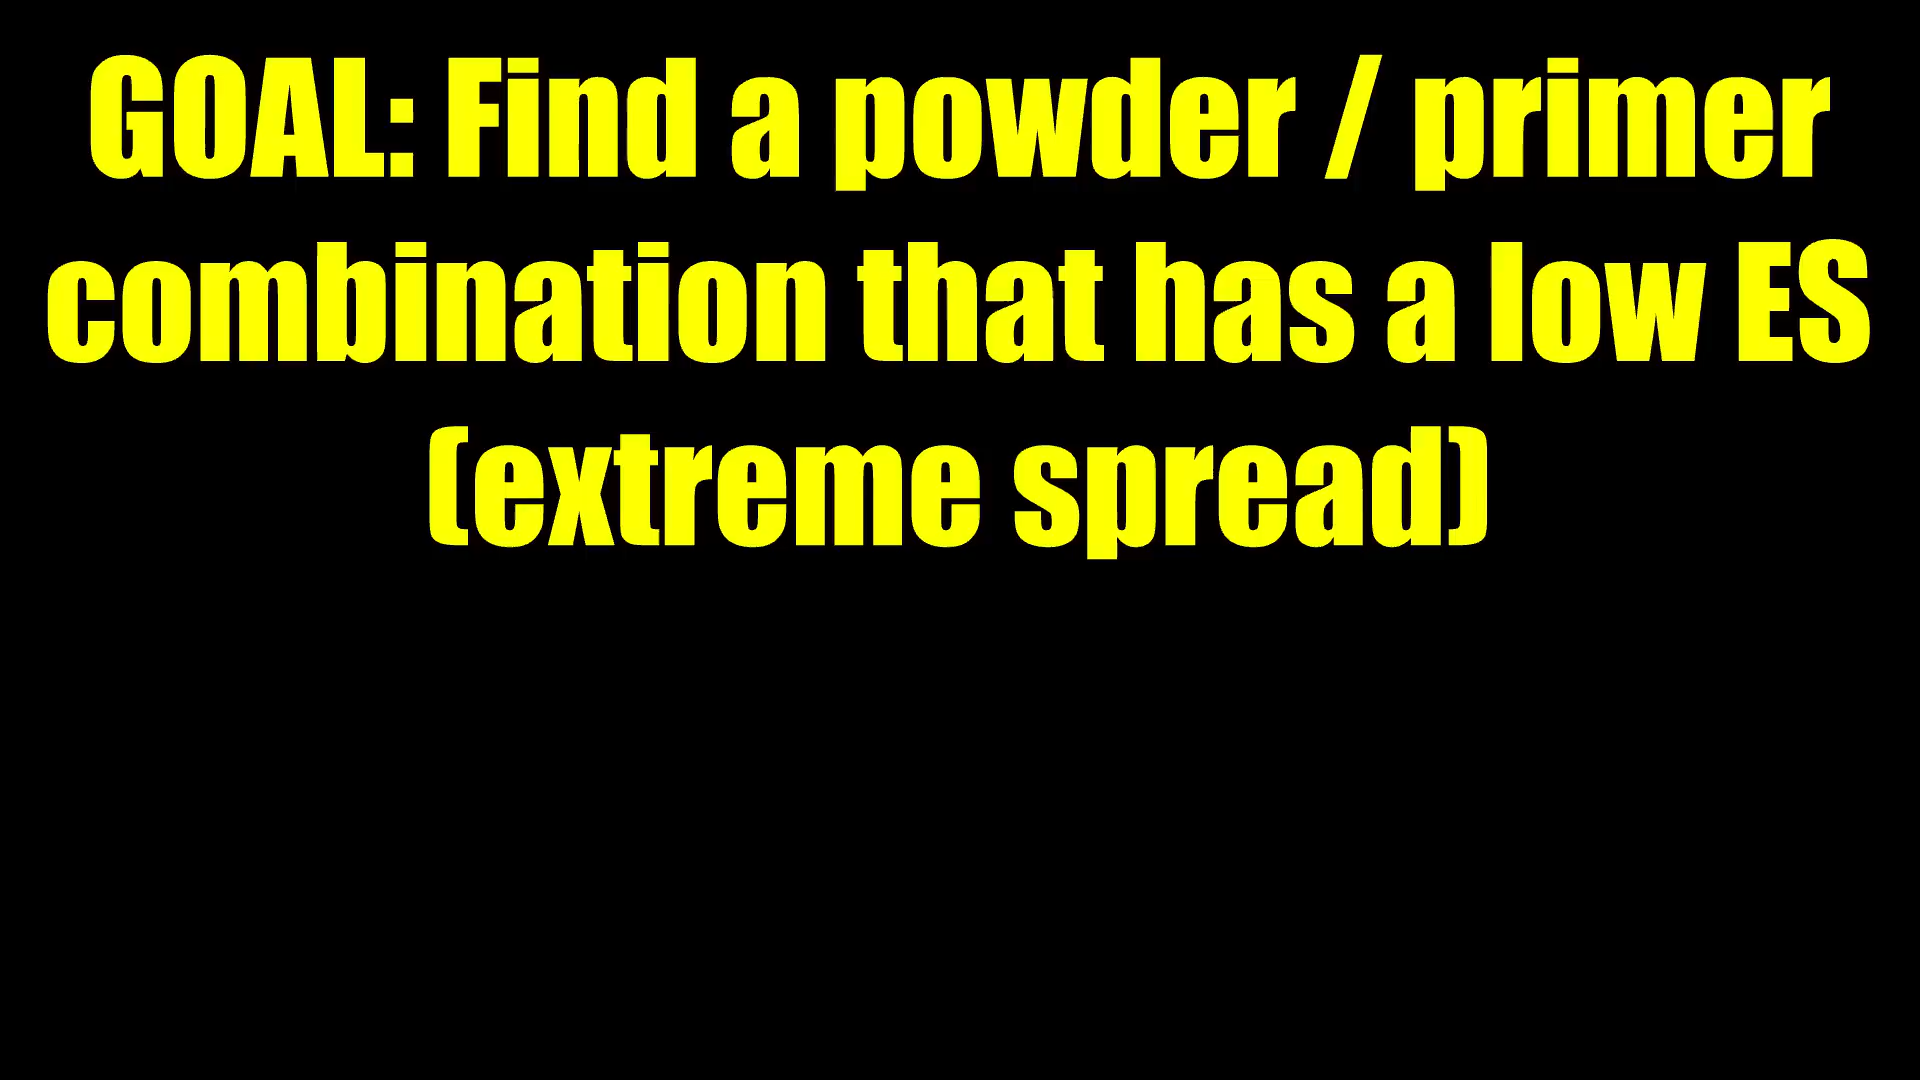 GOAL: Find a powder / primer
combination that has a low ES
(extreme spread)